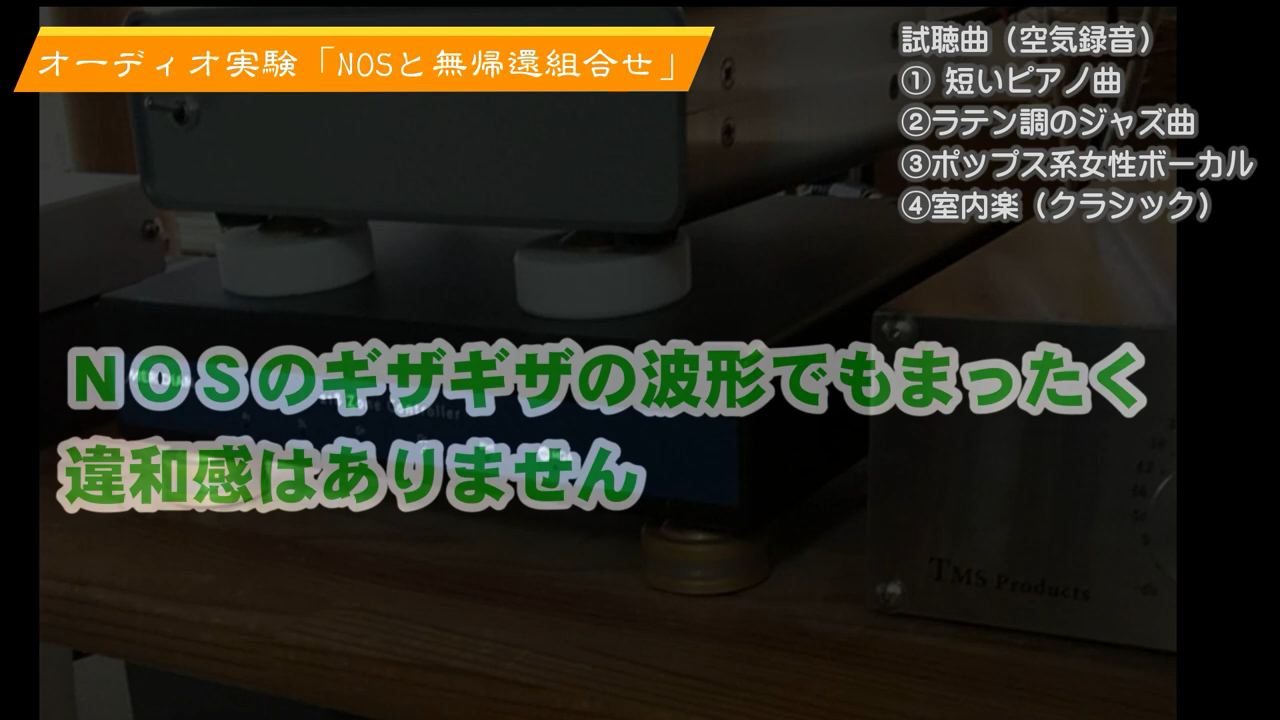 オーディオ実験「NOSと無帰還組合せ」
試聴曲（空気録音）
① 短いピアノ曲
②ラテン調のジャズ曲
③ポップス系女性ボーカル
④室内楽（クラシック）
ＮＯＳのギザギザの波形でもまったく
違和感はありません
Zone Controller
TMS Products